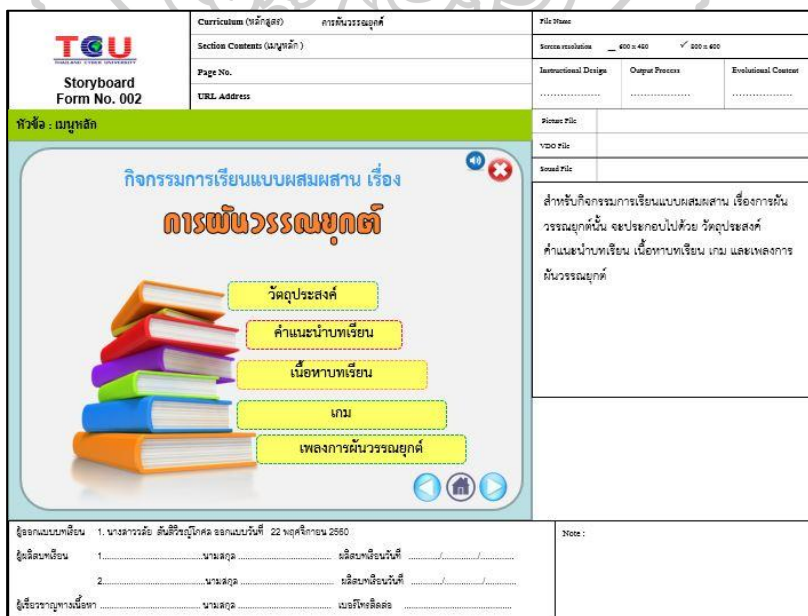 TCU
THAILAND CYBER UNIVERSITY
Storyboard
Form No. 002
Curriculum (หลักสูตร) การผันวรรณยุกต์
Section Contents (เมนูหลัก )
Page No.
URL Address
File Name
Screen resolution _ 600 x 480 ✓ 800 x 600
Instructional Design Output Process Evolutional Content
................. ................. .................
หัวข้อ : เมนูหลัก
Picture File
VDO File
Sound File
กิจกรรมการเรียนแบบผสมผสาน เรื่อง
การผันวรรณยุกต์
วัตถุประสงค์
คำแนะนำบทเรียน
เนื้อหาบทเรียน
เกม
เพลงการผันวรรณยุกต์
สำหรับกิจกรรมการเรียนแบบผสมผสาน เรื่องการผัน
วรรณยุกต์นั้น จะประกอบไปด้วย วัตถุประสงค์
คำแนะนำบทเรียน เนื้อหาบทเรียน เกม และเพลงการ
ผันวรรณยุกต์
ผู้ออกแบบบทเรียน 1. นางลาววลัย ตันติวิชญ์โกศล ออกแบบวันที่ 22 พฤศจิกายน 2560
ผู้ผลิตบทเรียน 1.................................นามสกุล ................................ ผลิตบทเรียนวันที่ ............/............/............
2.................................นามสกุล ................................ ผลิตบทเรียนวันที่ ............/............/............
ผู้เชี่ยวชาญทางเนื้อหา .................................นามสกุล ................................ เบอร์โทรติดต่อ ....................................
Note :